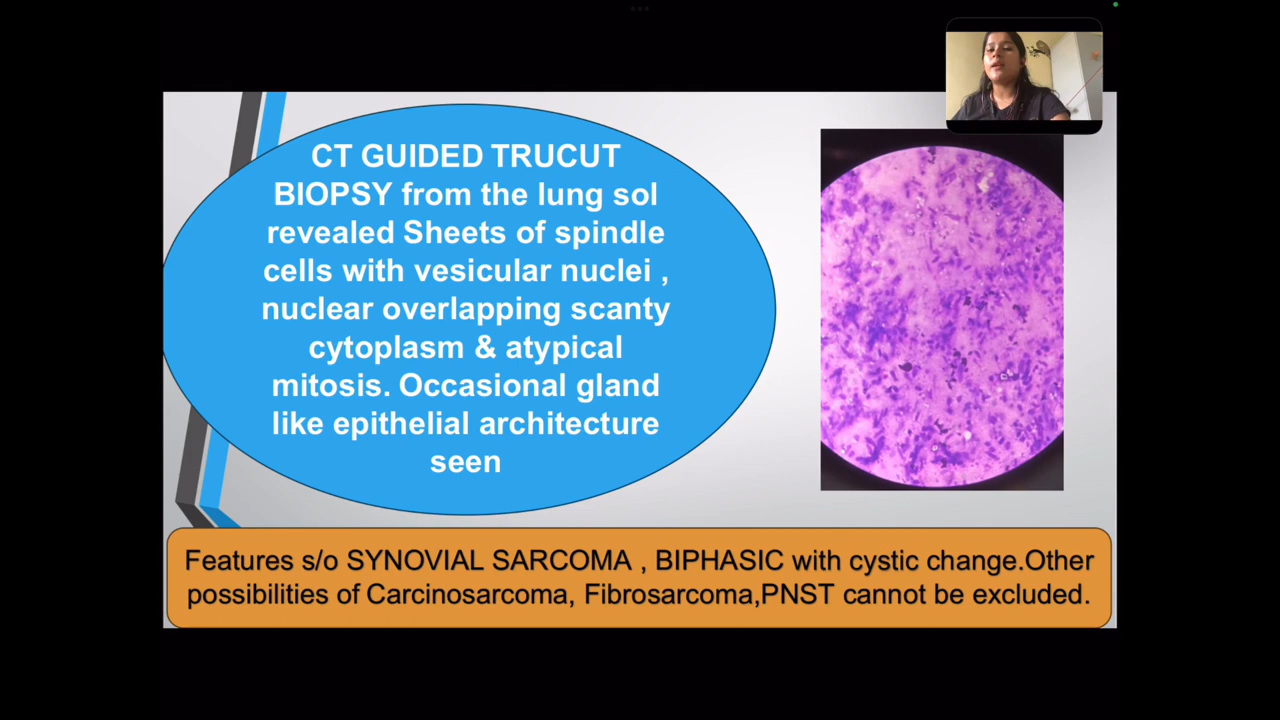 CT GUIDED TRUCUT
BIOPSY from the lung sol
revealed Sheets of spindle
cells with vesicular nuclei ,
nuclear overlapping scanty
cytoplasm & atypical
mitosis. Occasional gland
like epithelial architecture
seen
Features s/o SYNOVIAL SARCOMA , BIPHASIC with cystic change.Other
possibilities of Carcinosarcoma, Fibrosarcoma,PNST cannot be excluded.